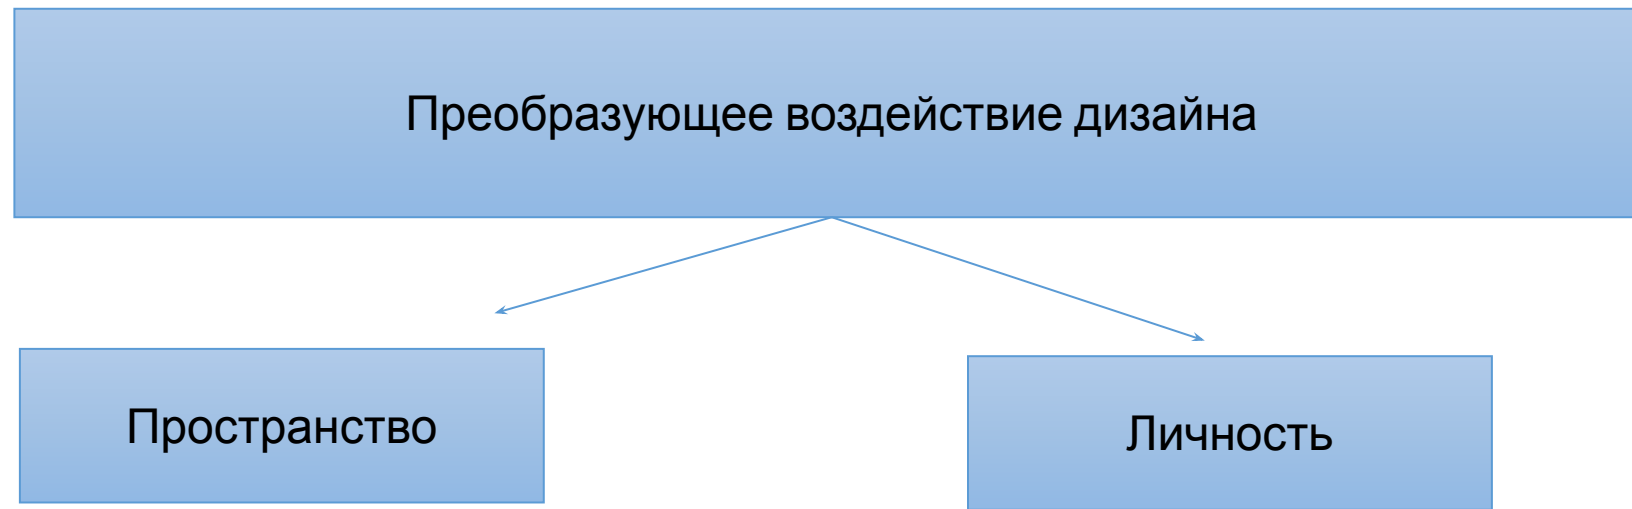 Преобразующее воздействие дизайна
Пространство
Личность